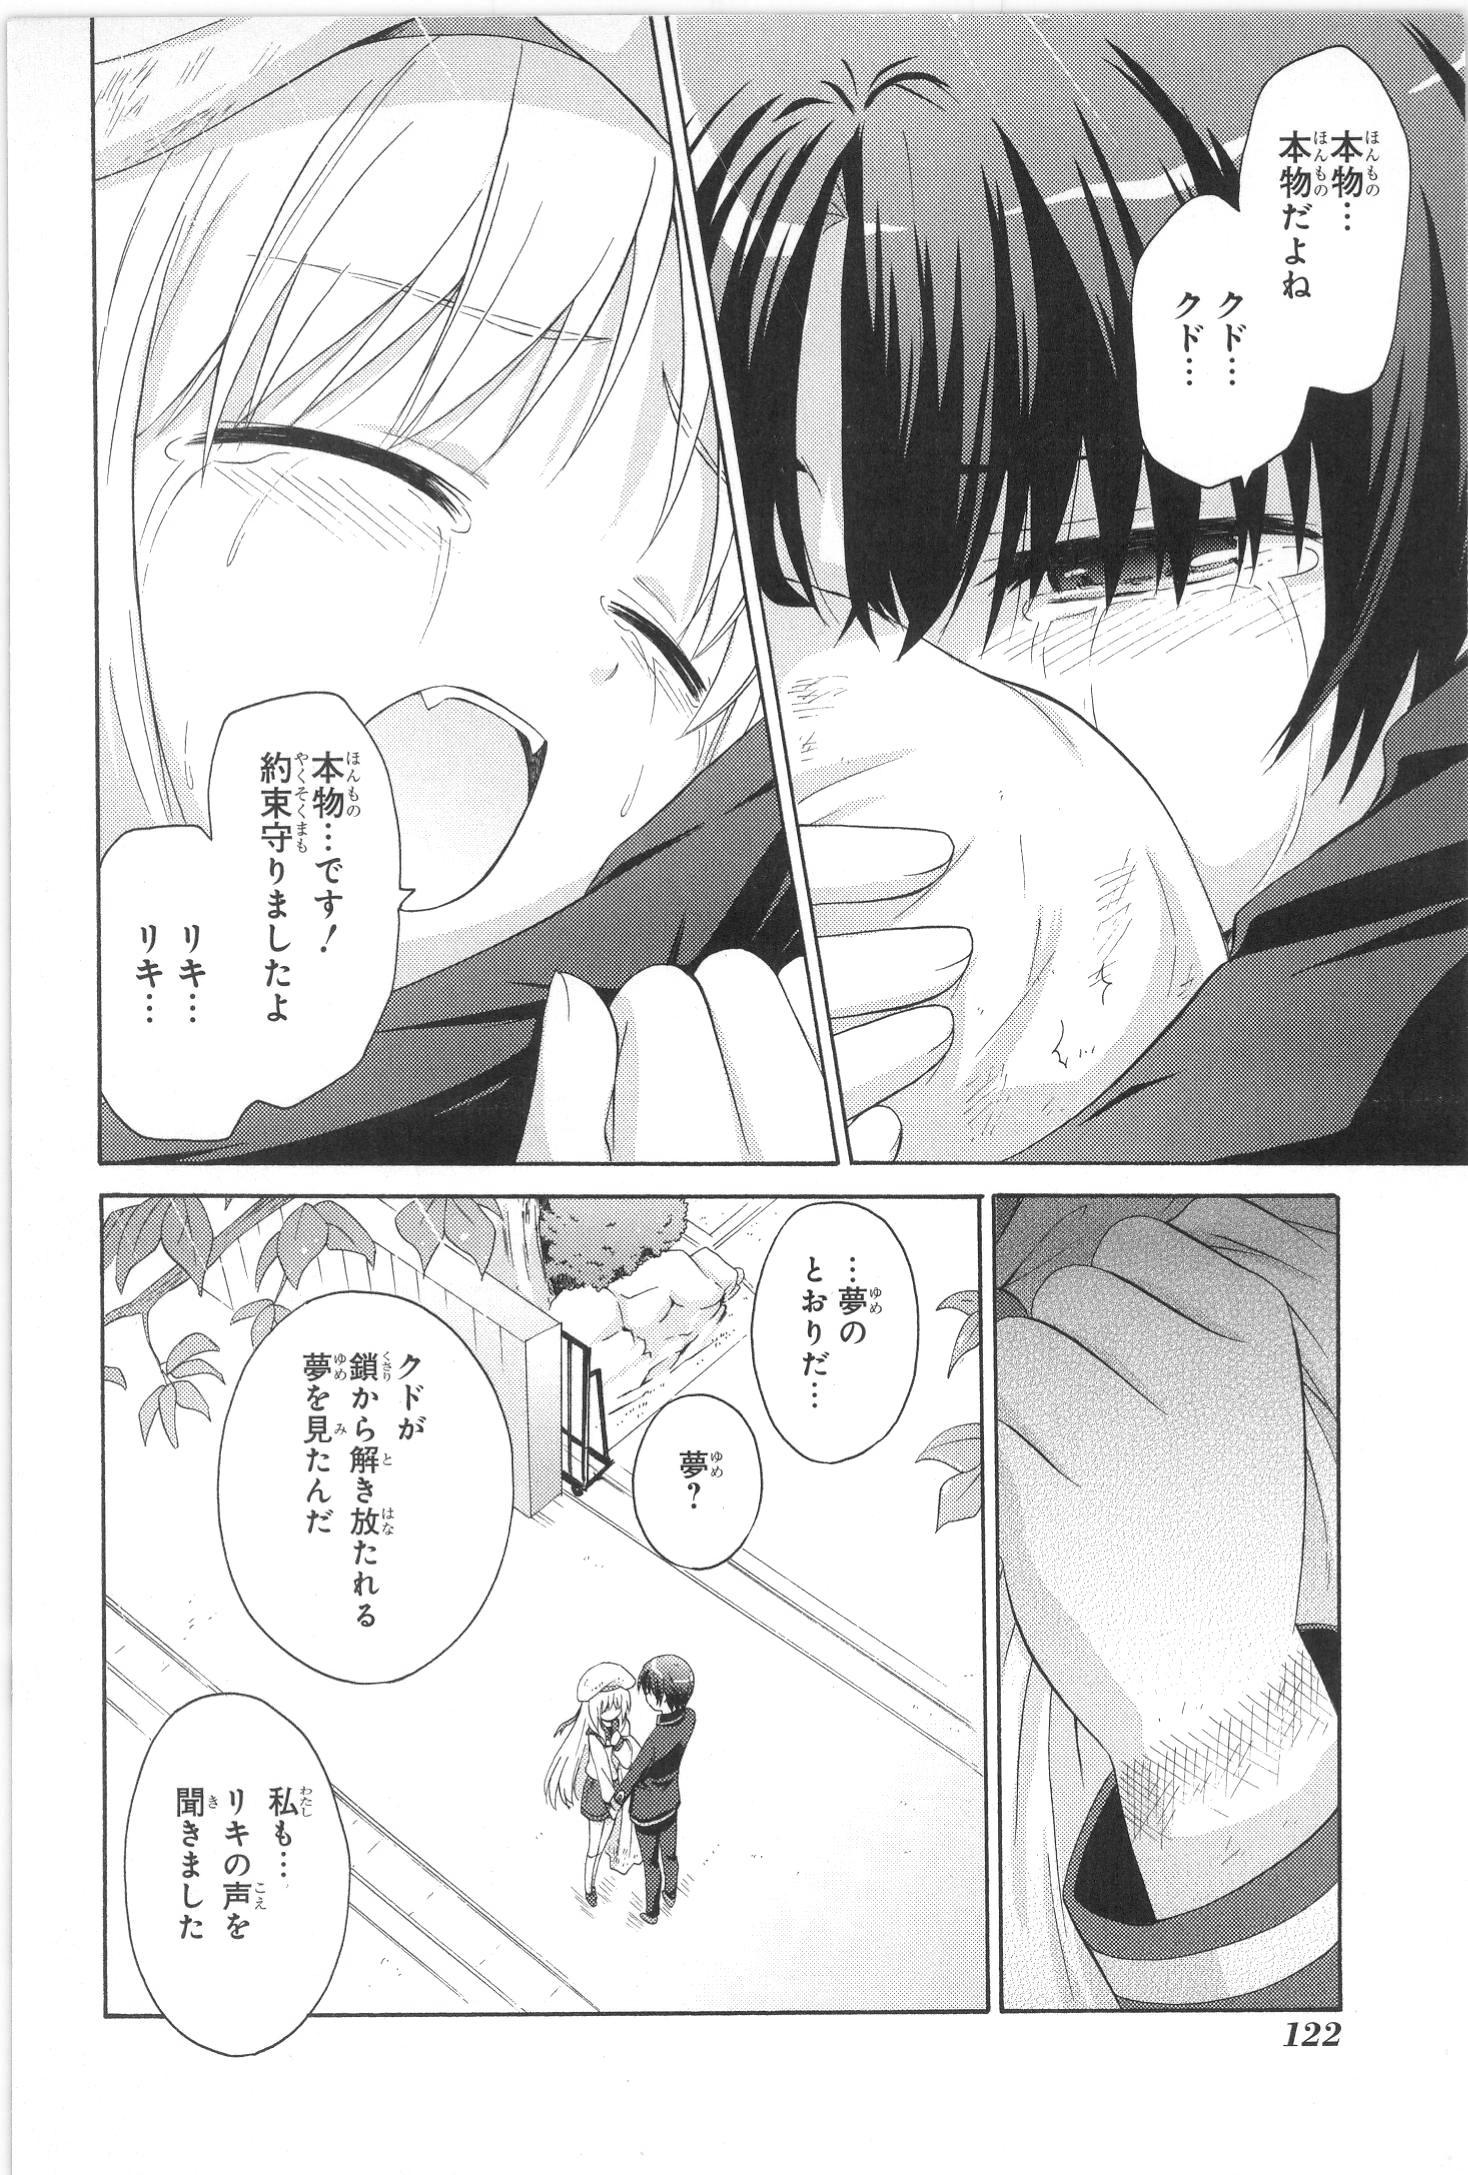 本物…
本物だよね
クド…
クド…
本物…です！
約束守りましたよ
リキ…
リキ…
…夢の
とおりだ…
夢？
クドが
鎖から解き放たれる
夢を見たんだ
私も…
リキの声を
聞きました
122